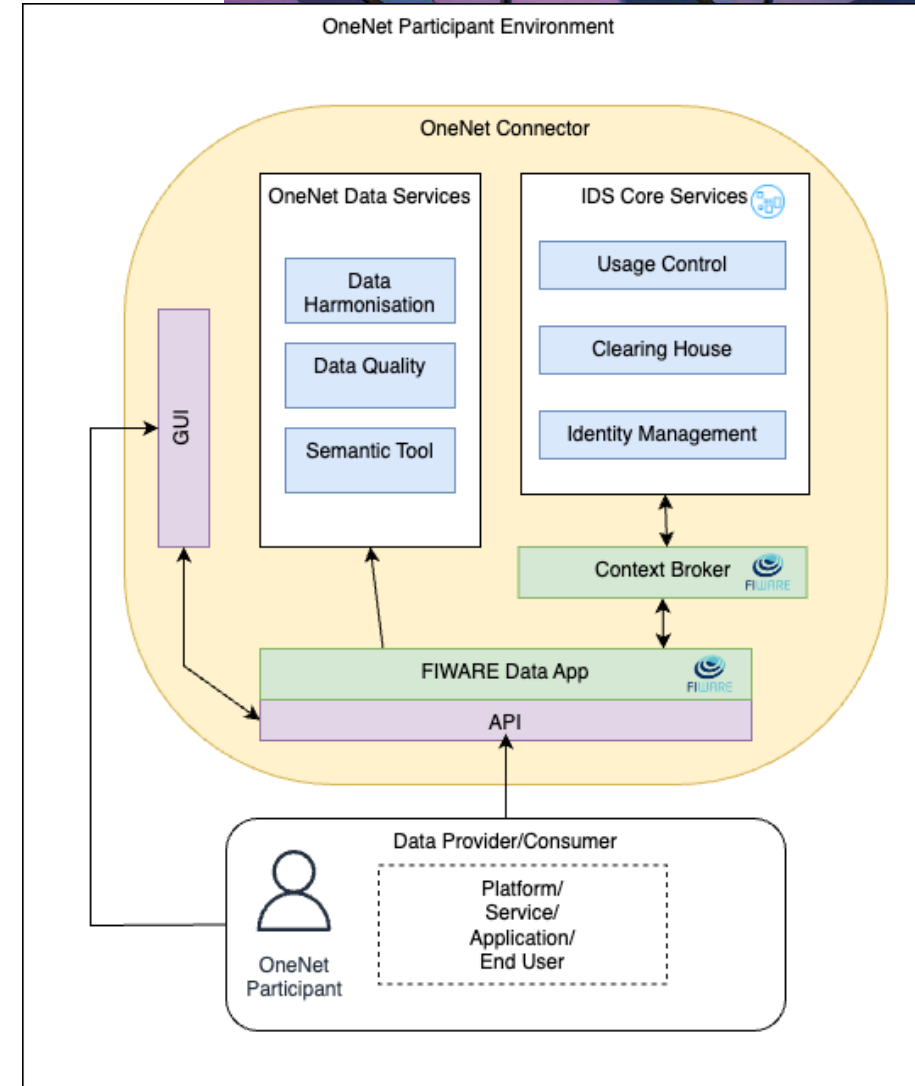 OneNet Participant Environment
OneNet Connector
OneNet Data Services
Data
Harmonisation
Data Quality
Semantic Tool
IDS Core Services
Usage Control
Clearing House
Identity Management
GUI
Context Broker
FIWARE
FIWARE Data App
FIWARE
API
Data Provider/Consumer
OneNet
Participant
Platform/
Service/
Application/
End User